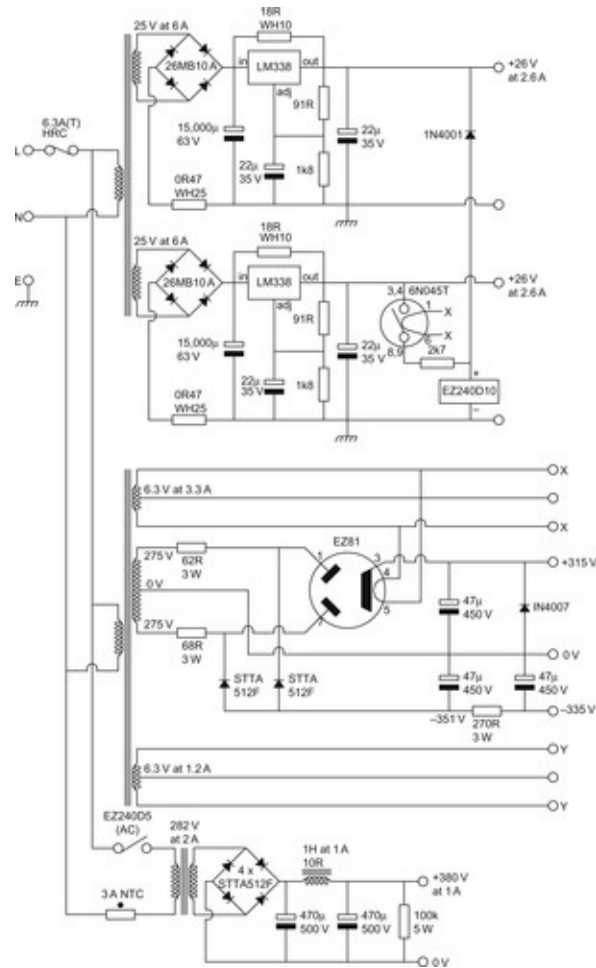 25 V at 6 A
18R
WH10
26MB10 A
in
LM338
out
adj
+26 V
at 2.6 A
6.3A(T)
HRC
L
91R
15,000µ
63 V
22µ
35 V
1N4001
22µ
35 V
1k8
0R47
WH25
N
25 V at 6 A
18R
WH10
E
26MB10 A
in
LM338
out
adj
+26 V
at 2.6 A
3,4
6N045T
1
X
X
6
8,9
2k7
91R
15,000µ
63 V
22µ
35 V
22µ
35 V
1k8
+
EZ240D10
–
0R47
WH25
6.3 V at 3.3 A
X
X
EZ81
275 V
62R
3 W
1
3
4
5
7
+315 V
0 V
47µ
450 V
IN4007
275 V
68R
3 W
0 V
STTA
512F
STTA
512F
47µ
450 V
47µ
450 V
–351 V
270R
3 W
–335 V
6.3 V at 1.2 A
Y
Y
EZ240D5
(AC)
282 V
at 2 A
4 x
STTA512F
1H at 1 A
10R
+380 V
at 1 A
3 A NTC
470µ
500 V
470µ
500 V
100k
5 W
0 V